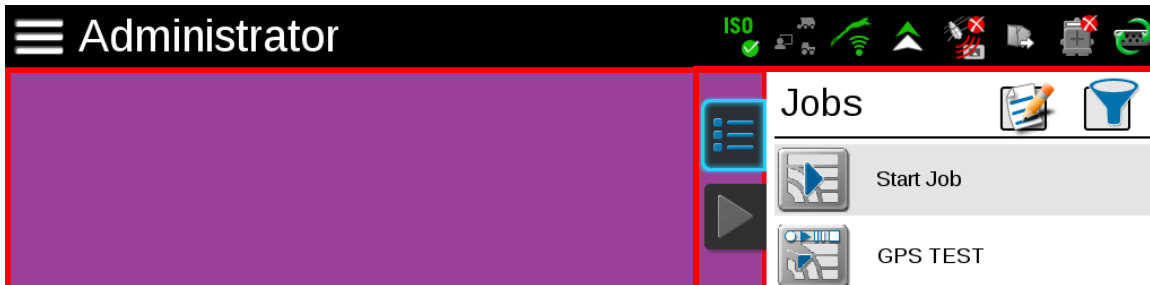 Administrator
ISO
Jobs
Start Job
GPS TEST